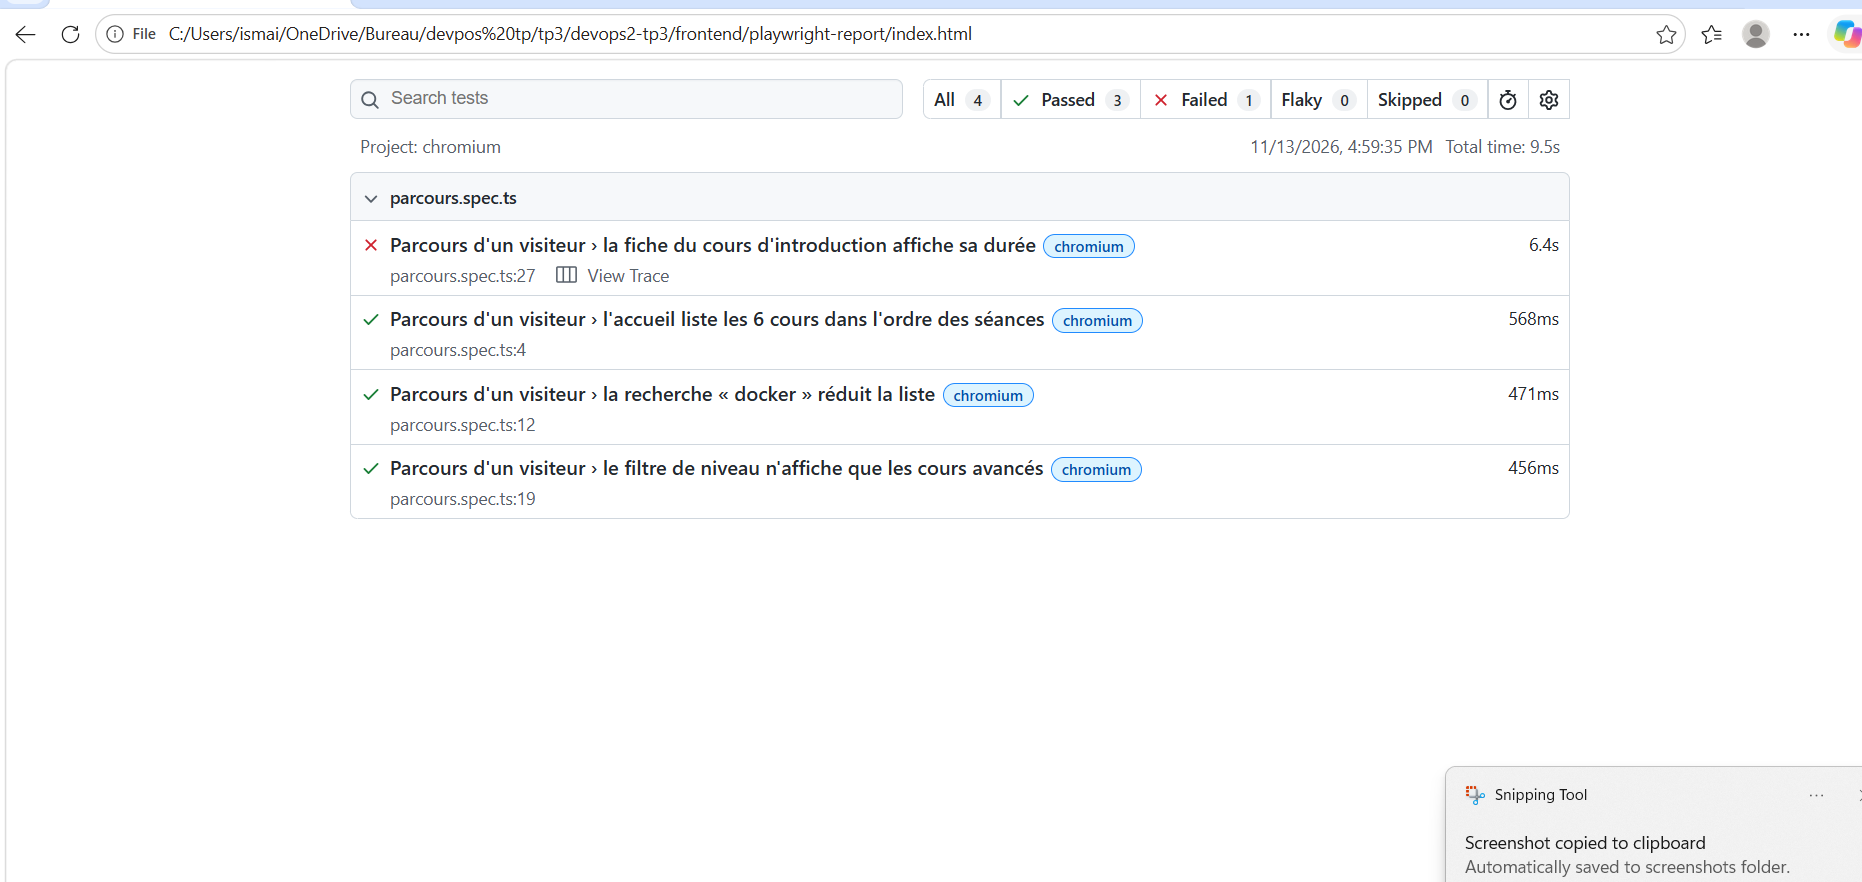 File C:/Users/ismai/OneDrive/Bureau/devpos%20tp/tp3/devops2-tp3/frontend/playwright-report/index.html
Search tests
All 4 Passed 3 Failed 1 Flaky 0 Skipped 0
Project: chromium 11/13/2026, 4:59:35 PM Total time: 9.5s
parcours.spec.ts
Parcours d'un visiteur › la fiche du cours d'introduction affiche sa durée chromium 6.4s
parcours.spec.ts:27 View Trace
Parcours d'un visiteur › l'accueil liste les 6 cours dans l'ordre des séances chromium 568ms
parcours.spec.ts:4
Parcours d'un visiteur › la recherche « docker » réduit la liste chromium 471ms
parcours.spec.ts:12
Parcours d'un visiteur › le filtre de niveau n'affiche que les cours avancés chromium 456ms
parcours.spec.ts:19
Snipping Tool
Screenshot copied to clipboard
Automatically saved to screenshots folder.